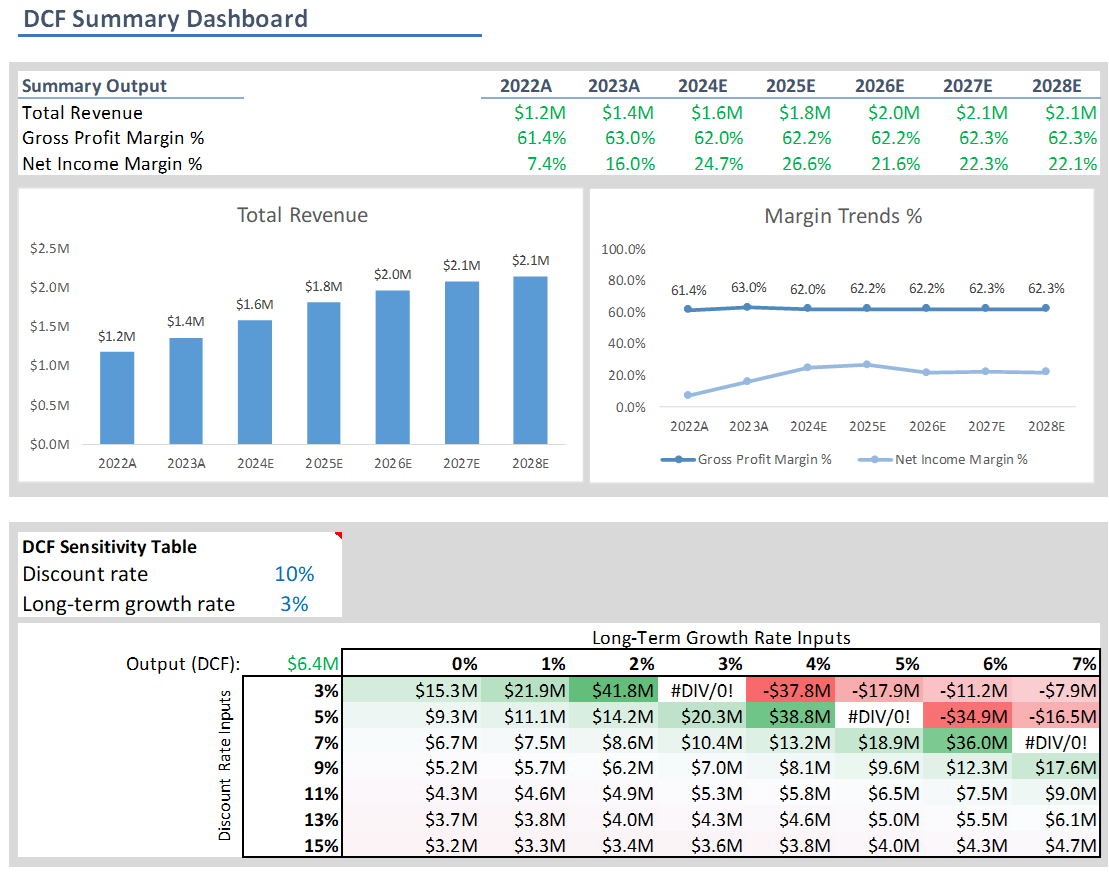 DCF Summary Dashboard
Summary Output 2022A 2023A 2024E 2025E 2026E 2027E 2028E
Total Revenue $1.2M $1.4M $1.6M $1.8M $2.0M $2.1M $2.1M
Gross Profit Margin % 61.4% 63.0% 62.0% 62.2% 62.2% 62.3% 62.3%
Net Income Margin % 7.4% 16.0% 24.7% 26.6% 21.6% 22.3% 22.1%
Total Revenue
$2.5M
$2.0M
$1.5M
$1.0M
$0.5M
$0.0M
$1.2M $1.4M $1.6M $1.8M $2.0M $2.1M $2.1M
2022A 2023A 2024E 2025E 2026E 2027E 2028E
Margin Trends %
100.0%
80.0%
60.0%
40.0%
20.0%
0.0%
61.4% 63.0% 62.0% 62.2% 62.2% 62.3% 62.3%
2022A 2023A 2024E 2025E 2026E 2027E 2028E
Gross Profit Margin % Net Income Margin %
DCF Sensitivity Table
Discount rate 10%
Long-term growth rate 3%
Long-Term Growth Rate Inputs
Output (DCF): $6.4M 0% 1% 2% 3% 4% 5% 6% 7%
Discount Rate Inputs
3% $15.3M $21.9M $41.8M #DIV/0! -$37.8M -$17.9M -$11.2M -$7.9M
5% $9.3M $11.1M $14.2M $20.3M $38.8M #DIV/0! -$34.9M -$16.5M
7% $6.7M $7.5M $8.6M $10.4M $13.2M $18.9M $36.0M #DIV/0!
9% $5.2M $5.7M $6.2M $7.0M $8.1M $9.6M $12.3M $17.6M
11% $4.3M $4.6M $4.9M $5.3M $5.8M $6.5M $7.5M $9.0M
13% $3.7M $3.8M $4.0M $4.3M $4.6M $5.0M $5.5M $6.1M
15% $3.2M $3.3M $3.4M $3.6M $3.8M $4.0M $4.3M $4.7M